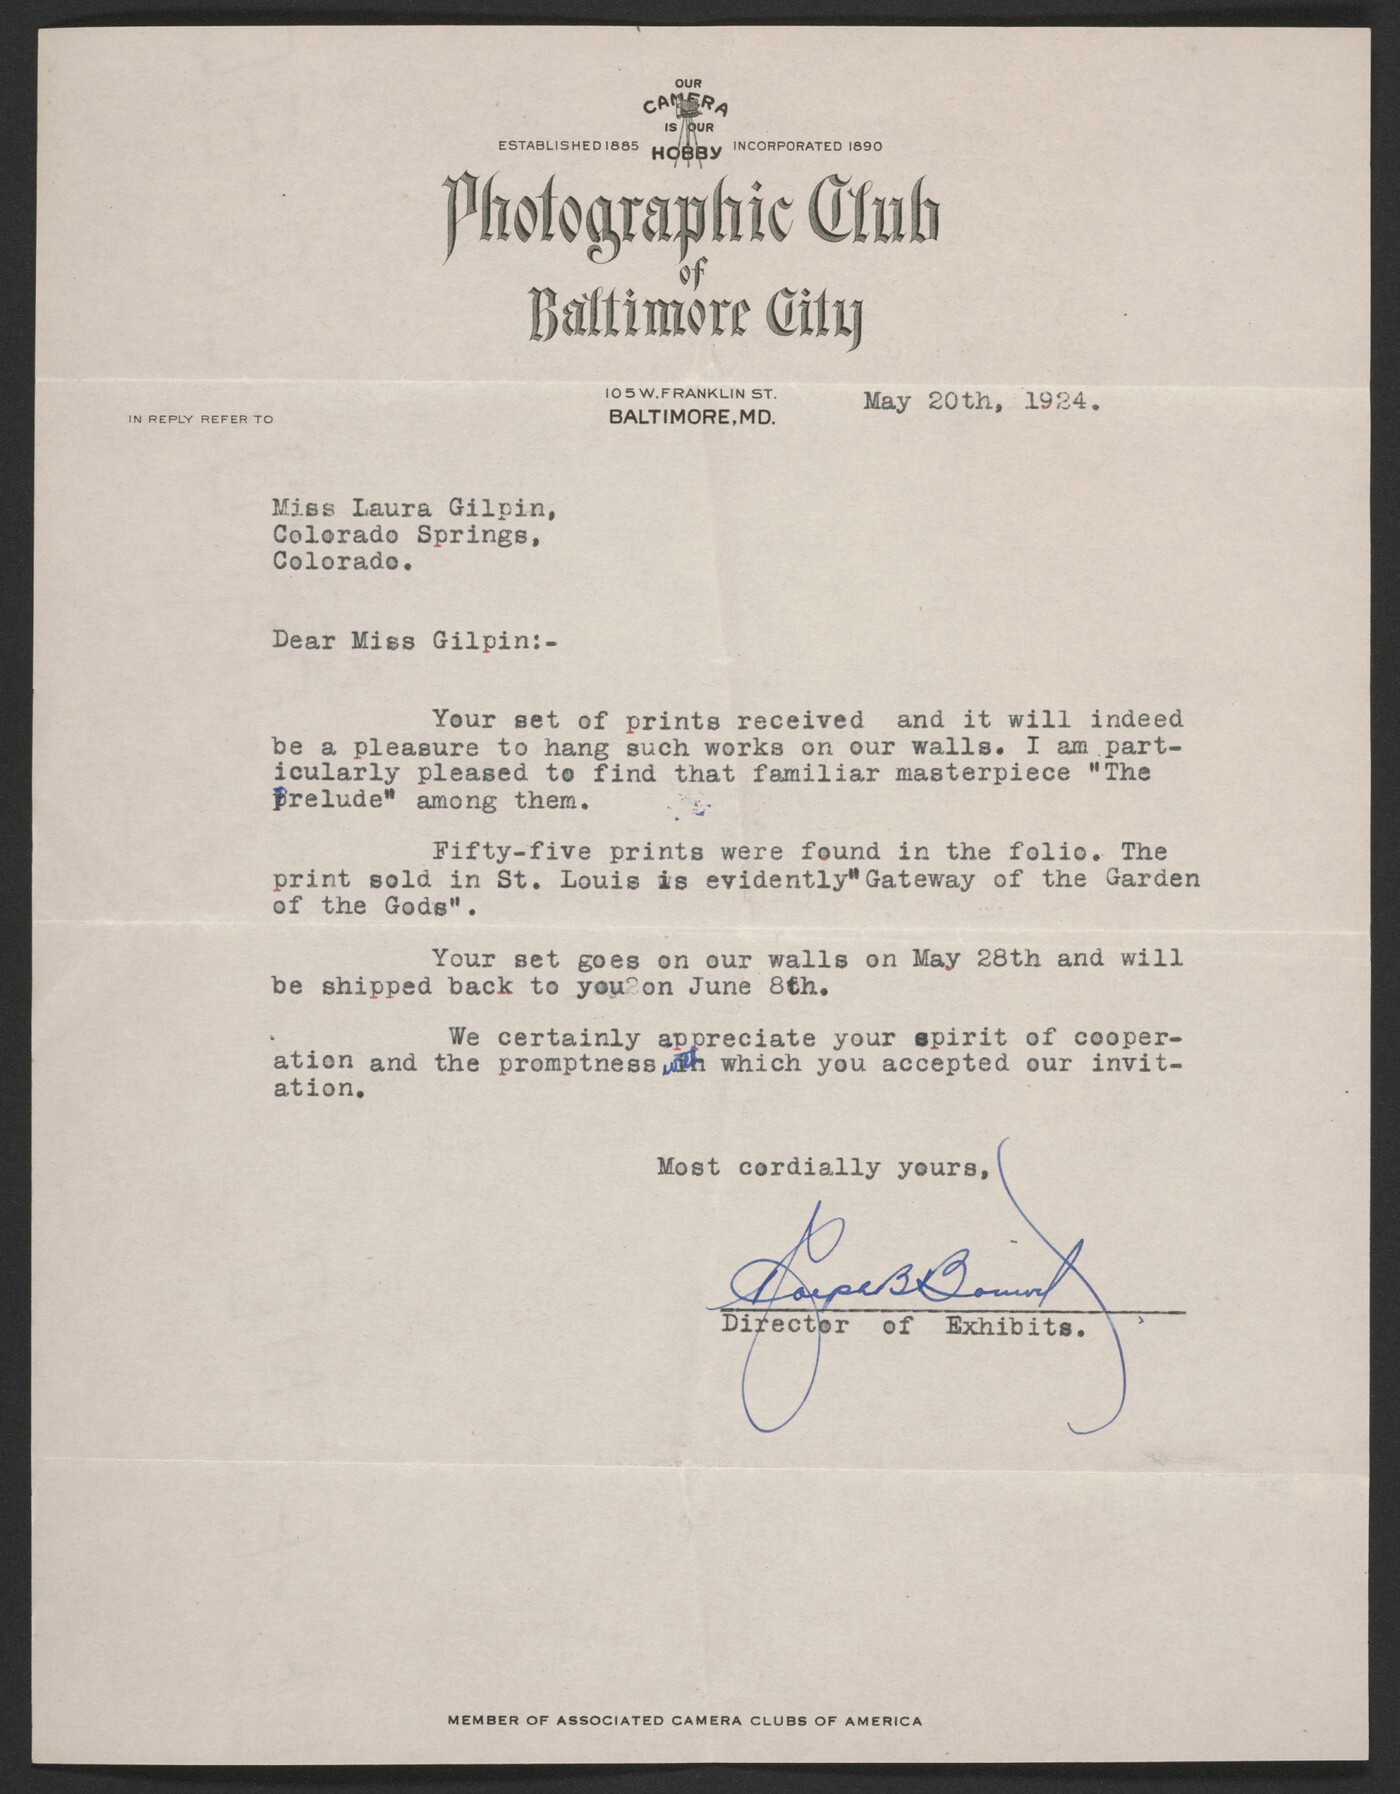 OUR
CAMERA
IS OUR
HOBBY
ESTABLISHED 1885 INCORPORATED 1890
Photographic Club
of
Baltimore City
105 W. FRANKLIN ST.
BALTIMORE, MD.
May 20th, 1924.
IN REPLY REFER TO
Miss Laura Gilpin,
Colorado Springs,
Colorado.
Dear Miss Gilpin:-
Your set of prints received and it will indeed
be a pleasure to hang such works on our walls. I am part-
icularly pleased to find that familiar masterpiece "The
Prelude" among them.
Fifty-five prints were found in the folio. The
print sold in St. Louis is evidently "Gateway of the Garden
of the Gods".
Your set goes on our walls on May 28th and will
be shipped back to you on June 8th.
We certainly appreciate your spirit of cooper-
ation and the promptness with which you accepted our invit-
ation.
Most cordially yours,
Joseph B
Director of Exhibits.
MEMBER OF ASSOCIATED CAMERA CLUBS OF AMERICA